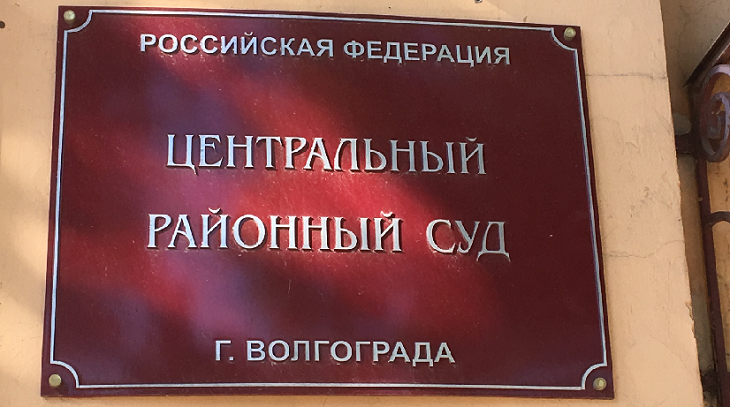 РОССИЙСКАЯ ФЕДЕРАЦИЯ
ЦЕНТРАЛЬНЫЙ
РАЙОННЫЙ СУД
Г. ВОЛГОГРАДА